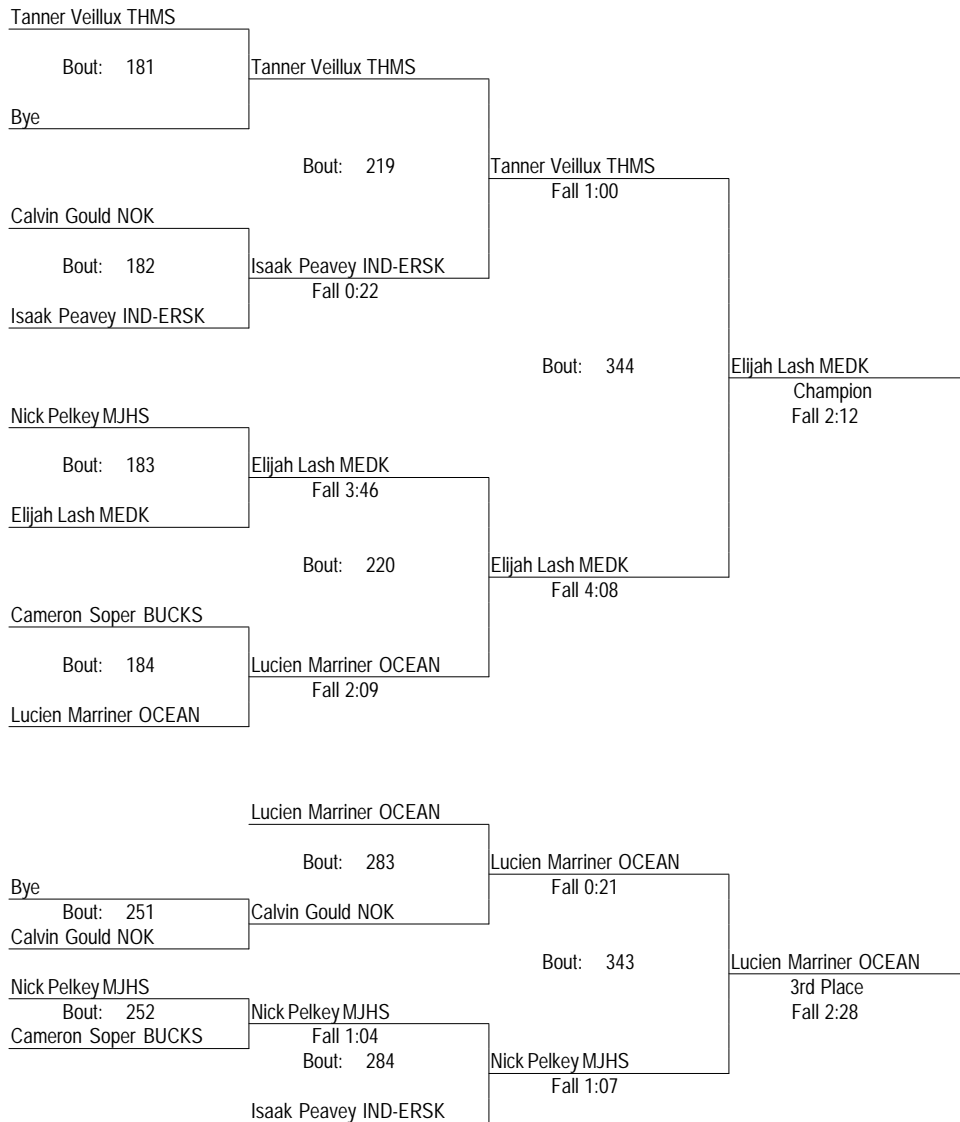 Tanner Veillux THMS
Bout: 181
Tanner Veillux THMS
Bye
Bout: 219
Tanner Veillux THMS
Fall 1:00
Calvin Gould NOK
Bout: 182
Isaak Peavey IND-ERSK
Fall 0:22
Isaak Peavey IND-ERSK
Bout: 344
Elijah Lash MEDK
Champion
Fall 2:12
Nick Pelkey MJHS
Bout: 183
Elijah Lash MEDK
Fall 3:46
Elijah Lash MEDK
Bout: 220
Elijah Lash MEDK
Fall 4:08
Cameron Soper BUCKS
Bout: 184
Lucien Marriner OCEAN
Fall 2:09
Lucien Marriner OCEAN
Lucien Marriner OCEAN
Bout: 283
Lucien Marriner OCEAN
Fall 0:21
Bye
Bout: 251
Calvin Gould NOK
Calvin Gould NOK
Bout: 343
Lucien Marriner OCEAN
3rd Place
Fall 2:28
Nick Pelkey MJHS
Bout: 252
Nick Pelkey MJHS
Fall 1:04
Cameron Soper BUCKS
Bout: 284
Nick Pelkey MJHS
Fall 1:07
Isaak Peavey IND-ERSK